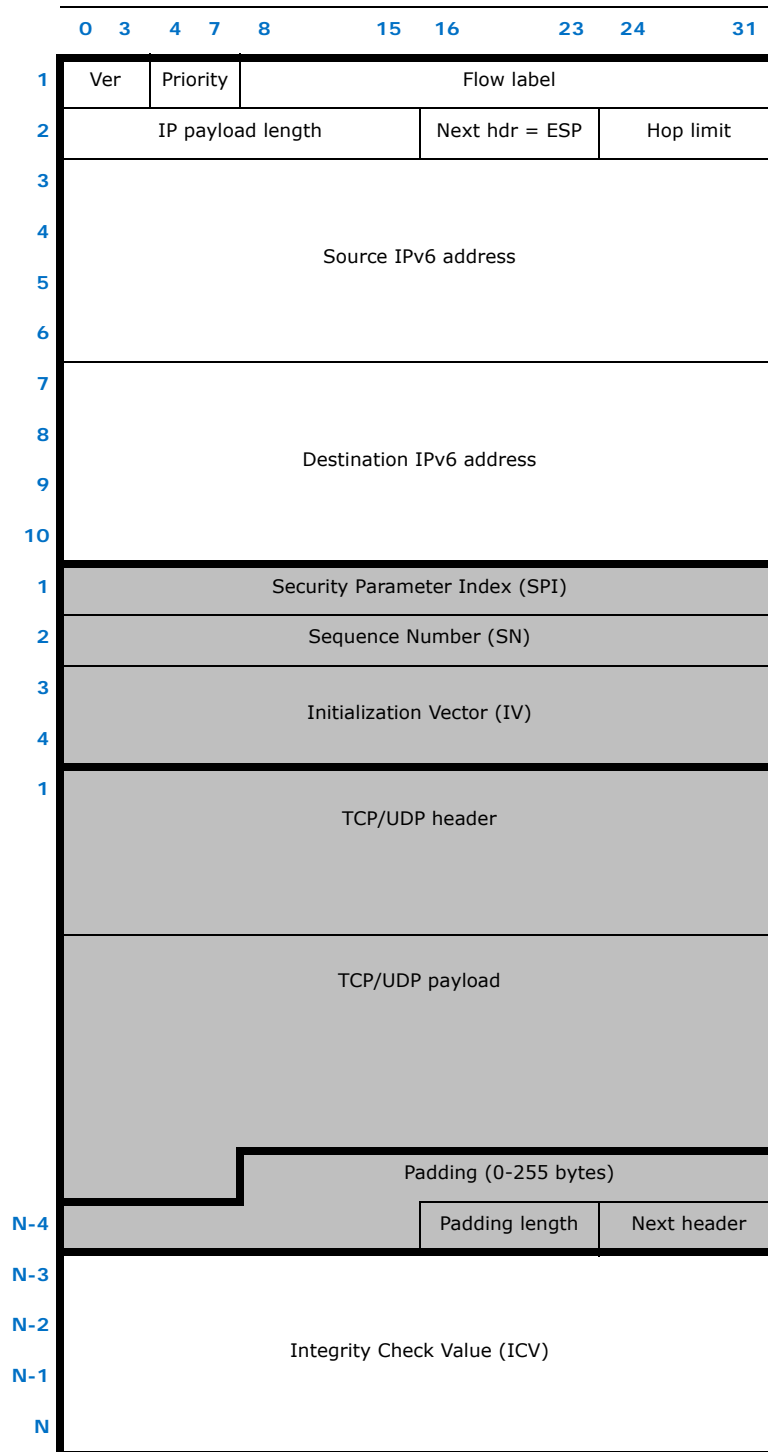 0 3 4 7 8 15 16 23 24 31
1 Ver Priority Flow label
2 IP payload length Next hdr = ESP Hop limit
3
4
Source IPv6 address
5
6
7
8
Destination IPv6 address
9
10
1 Security Parameter Index (SPI)
2 Sequence Number (SN)
3
Initialization Vector (IV)
4
1
TCP/UDP header
TCP/UDP payload
Padding (0-255 bytes)
N-4 Padding length Next header
N-3
N-2
Integrity Check Value (ICV)
N-1
N